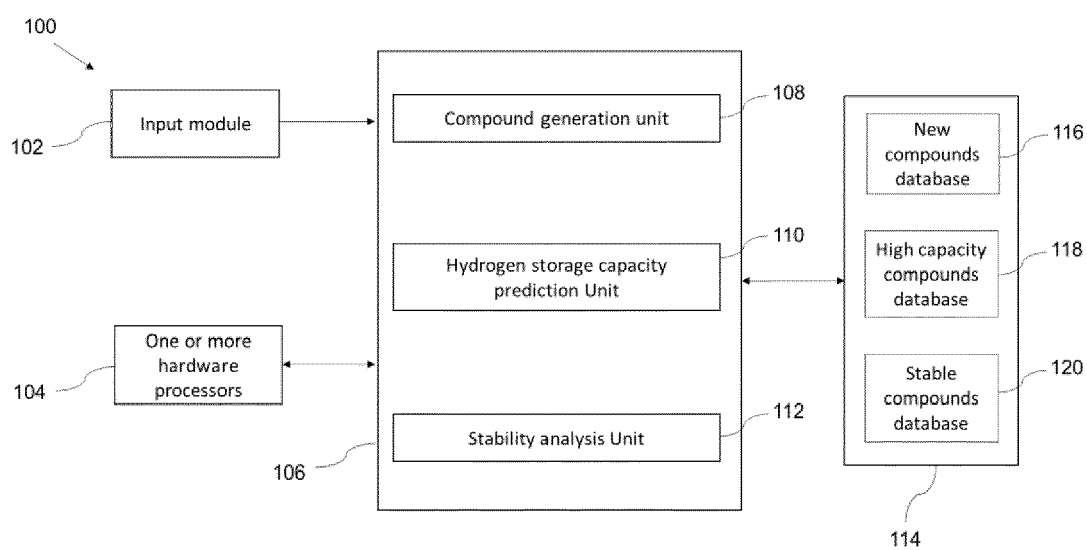 100
Input module
102
One or more
hardware
processors
104
Compound generation unit
108
Hydrogen storage capacity
prediction Unit
110
Stability analysis Unit
112
106
New
compounds
database
116
High capacity
compounds
database
118
Stable
compounds
database
120
114